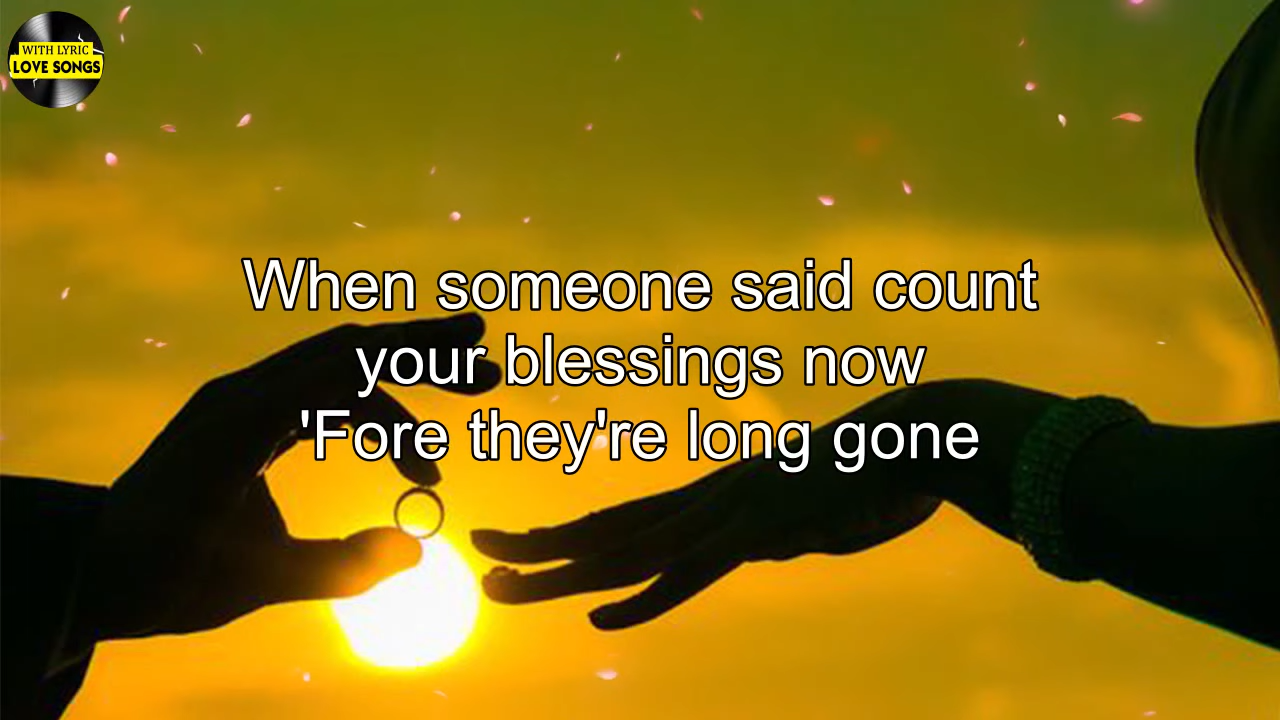 WITH LYRIC
LOVE SONGS
When someone said count
your blessings now
'Fore they're long gone